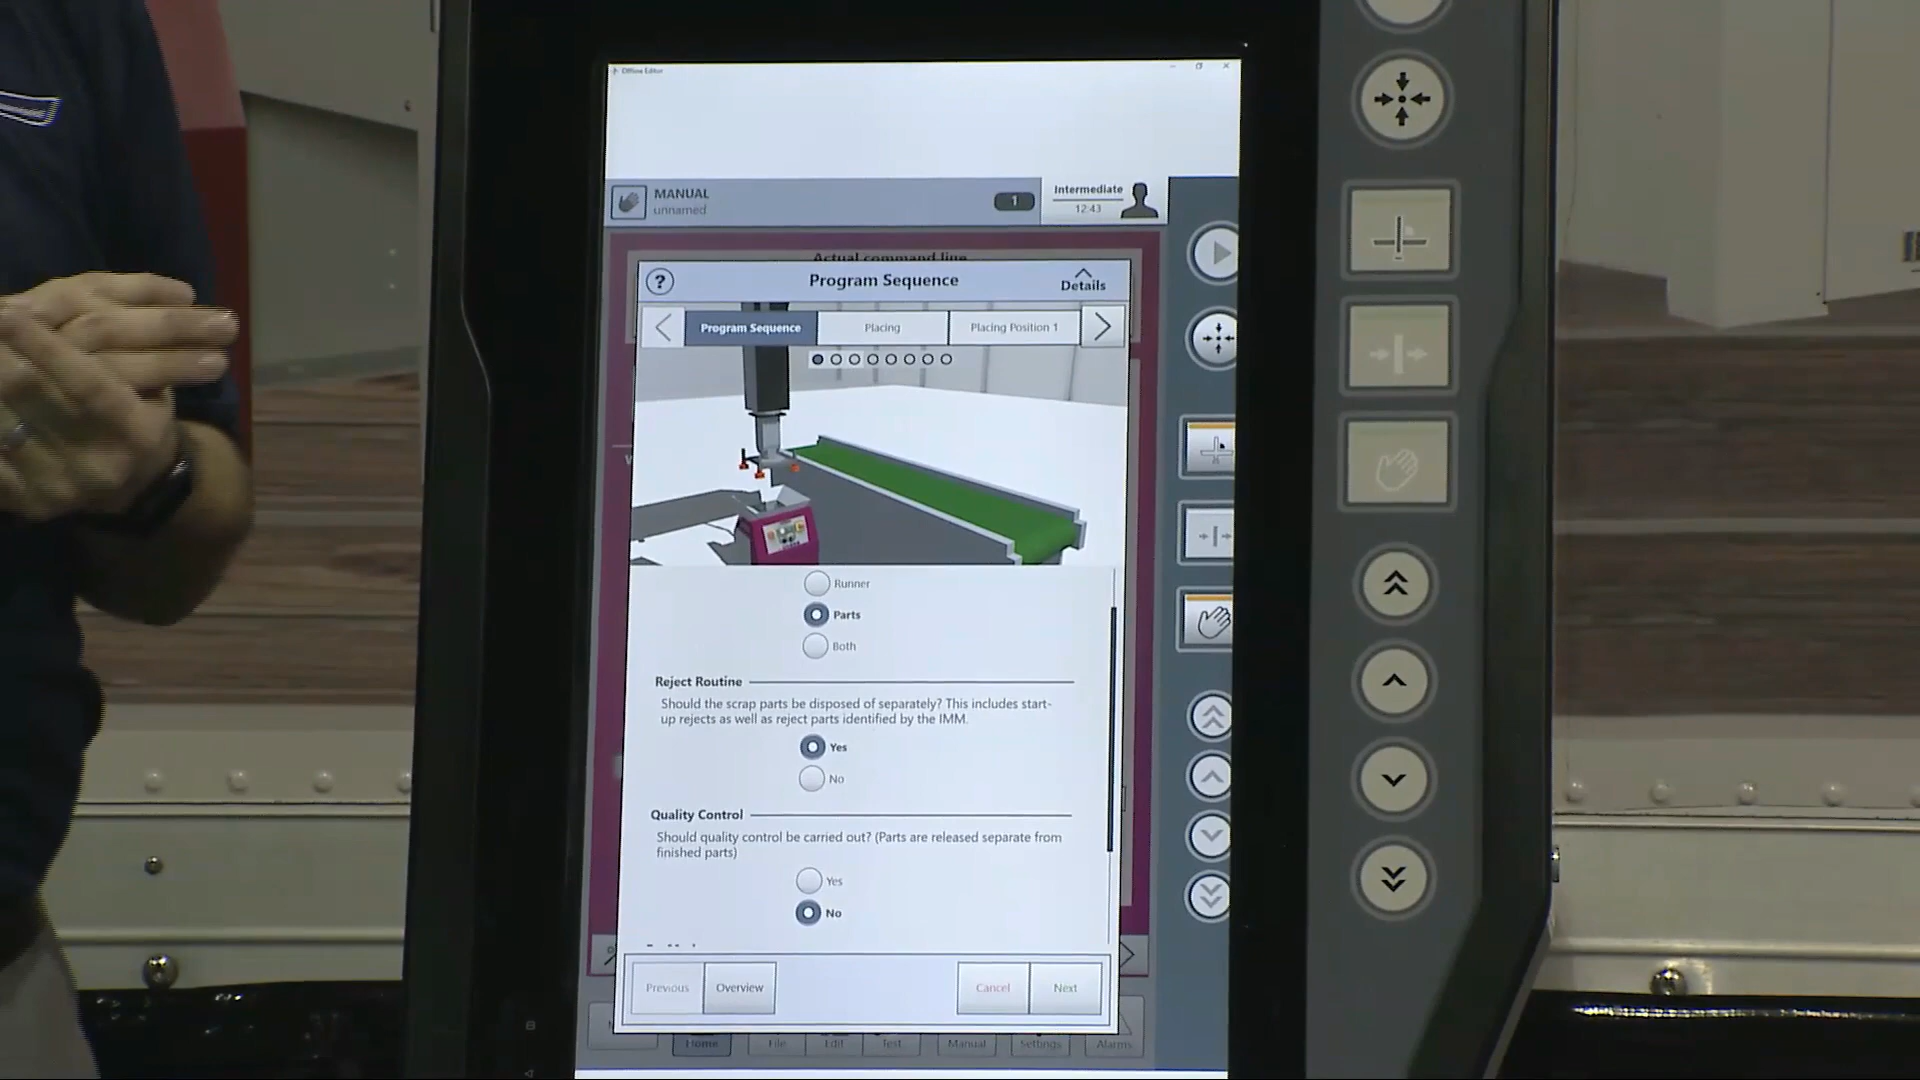 Offline Editor
MANUAL
unnamed
1
Intermediate
12:43
Actual command line
? Program Sequence Details
Program Sequence Placing Placing Position 1
Runner
Parts
Both
Reject Routine
Should the scrap parts be disposed of separately? This includes start-
up rejects as well as reject parts identified by the IMM.
Yes
No
Quality Control
Should quality control be carried out? (Parts are released separate from
finished parts)
Yes
No
Previous Overview Cancel Next
Home File Edit Test Manual Settings Alarms